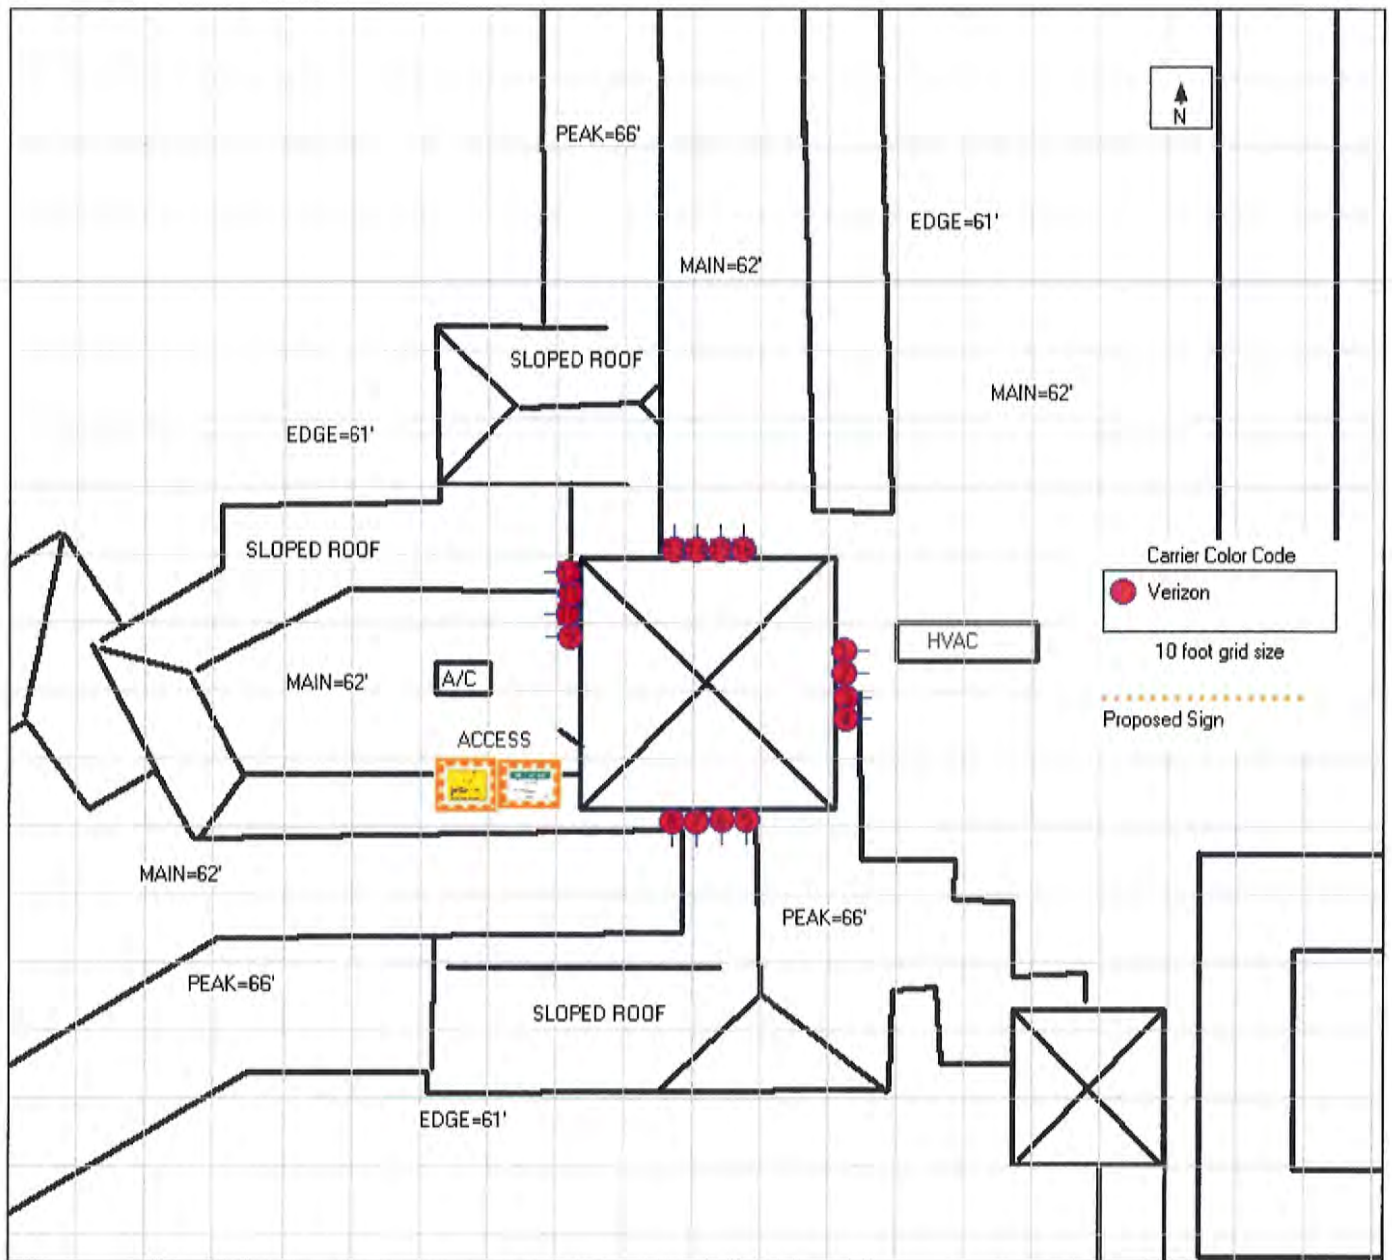 N
PEAK=66'
EDGE=61'
MAIN=62'
SLOPED ROOF
MAIN=62'
EDGE=61'
SLOPED ROOF
Carrier Color Code
Verizon
HVAC
10 foot grid size
MAIN=62'
A/C
Proposed Sign
ACCESS
MAIN=62'
PEAK=66'
PEAK=66'
SLOPED ROOF
EDGE=61'